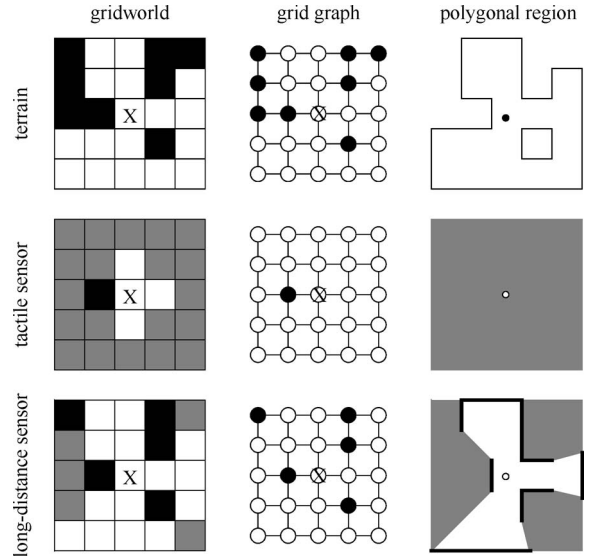 gridworld grid graph polygonal region
terrain
X X
tactile sensor
X X
long-distance sensor
X X